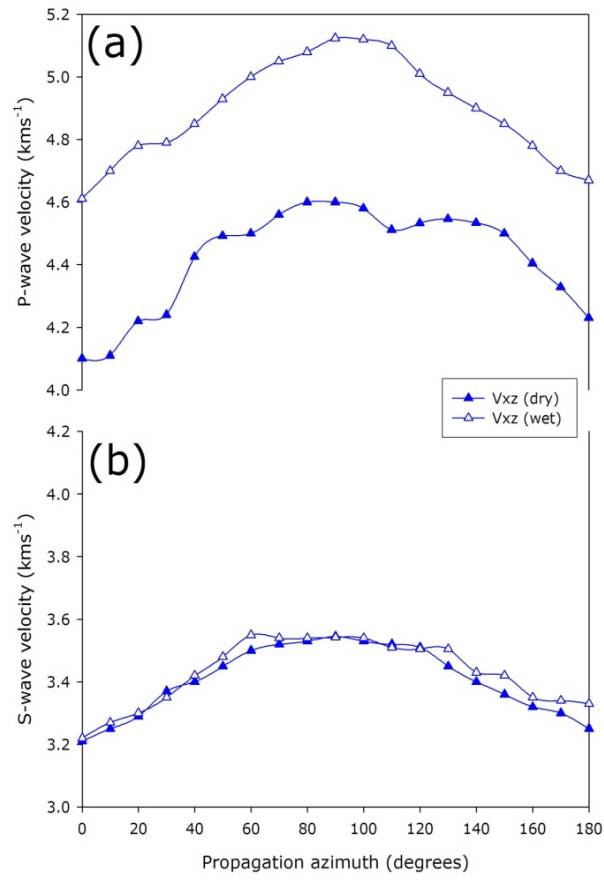 (a)
5.2
5.0
4.8
4.6
4.4
4.2
4.0
P-wave velocity (kms-1)
Vxz (dry)
Vxz (wet)
(b)
4.2
4.0
3.8
3.6
3.4
3.2
3.0
S-wave velocity (kms-1)
0 20 40 60 80 100 120 140 160 180
Propagation azimuth (degrees)